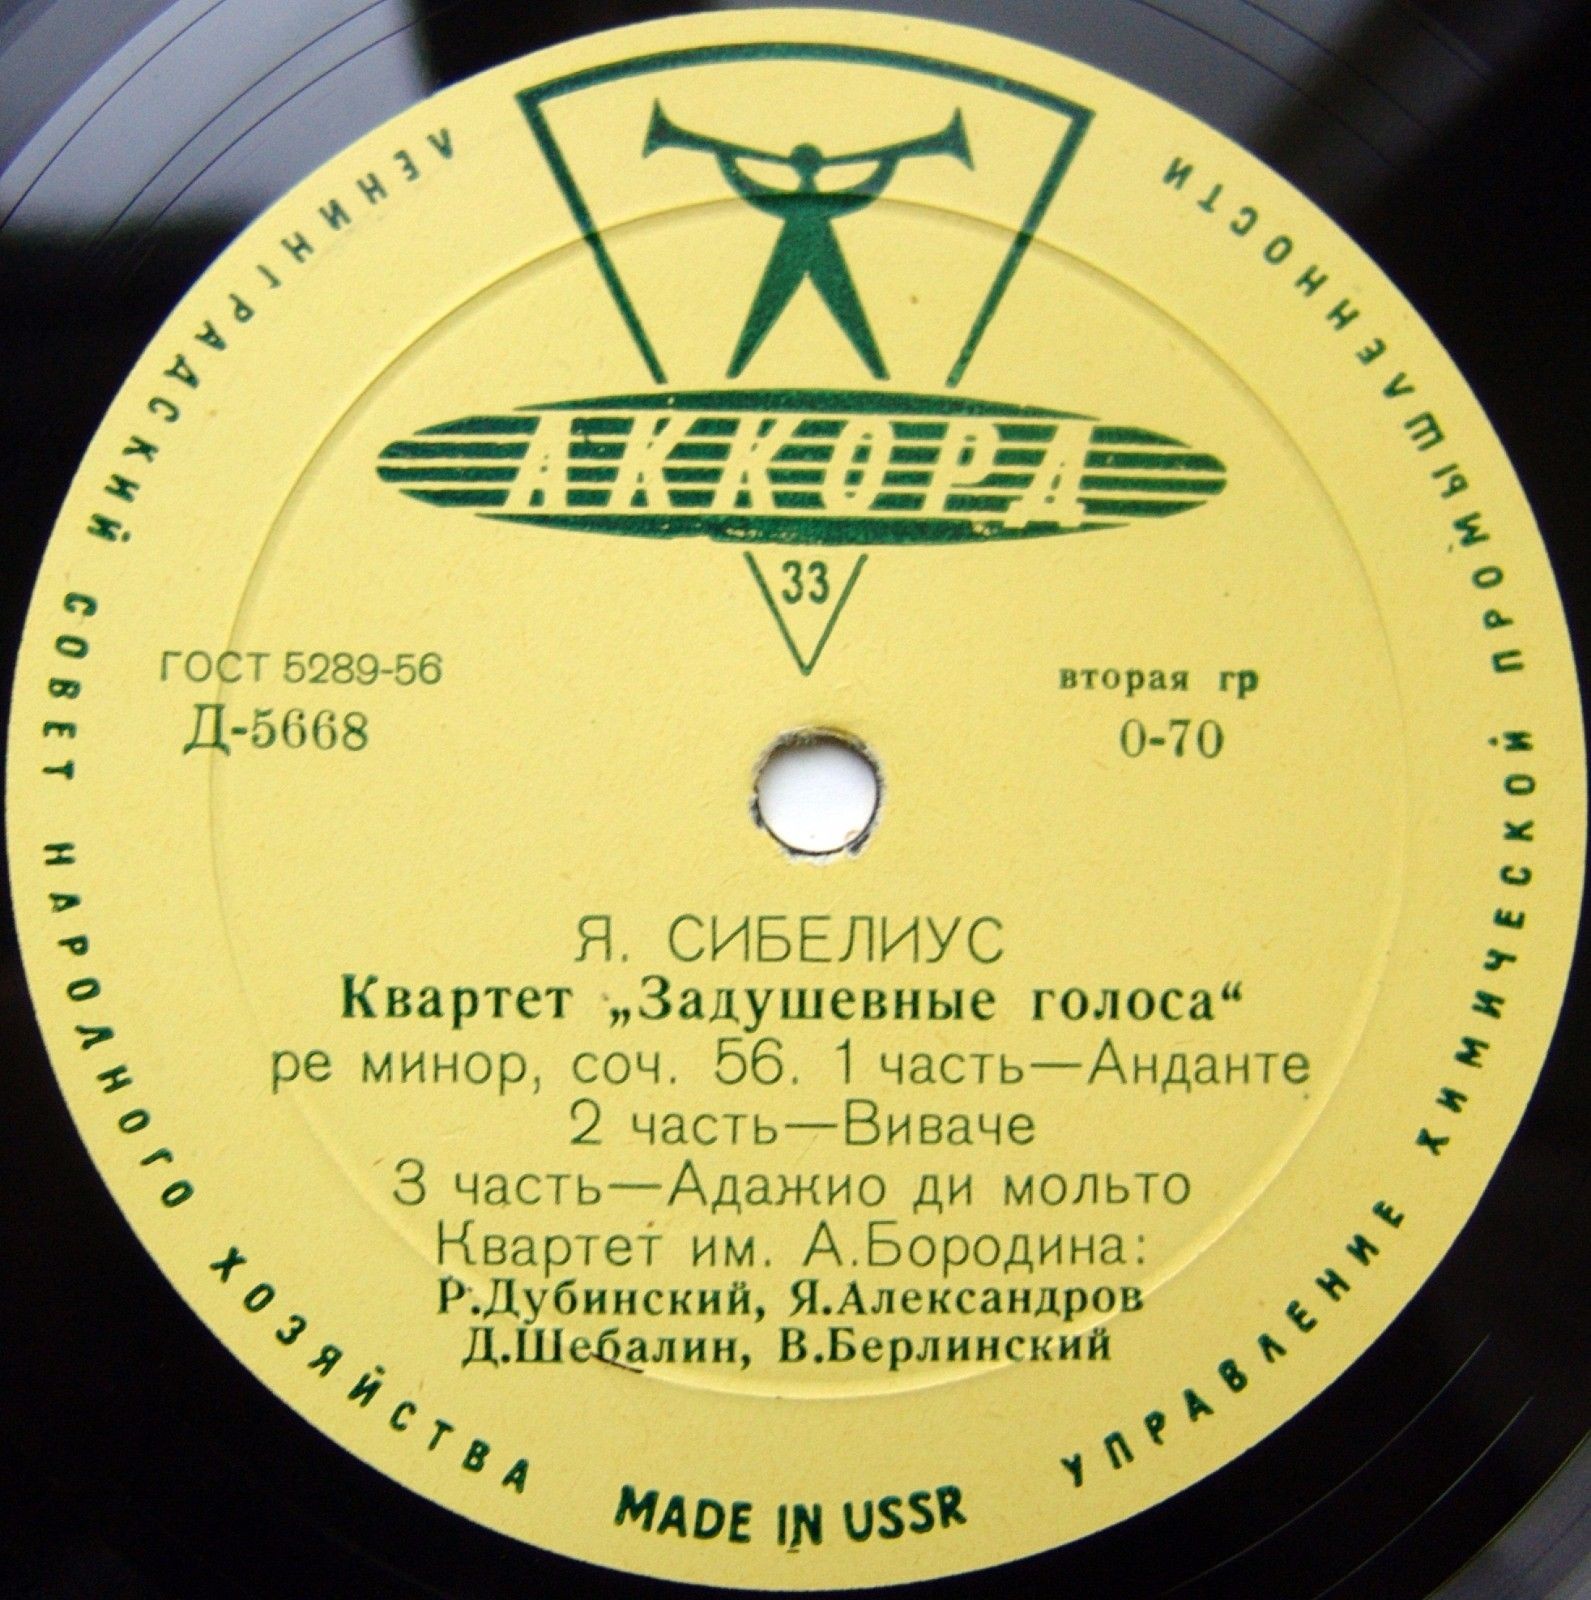 АККОРД
33
ГОСТ 5289-56
Д-5668
вторая гр
0-70
Я. СИБЕЛИУС
Квартет „Задушевные голоса“
ре минор, соч. 56. 1 часть—Анданте
2 часть—Виваче
3 часть—Адажио ди мольто
Квартет им. А.Бородина:
Р.Дубинский, Я.Александров
Д.Шебалин, В.Берлинский
ЛЕНИНГРАДСКИЙ СОВЕТ НАРОДНОГО ХОЗЯЙСТВА
MADE IN USSR
УПРАВЛЕНИЕ ХИМИЧЕСКОЙ ПРОМЫШЛЕННОСТИ